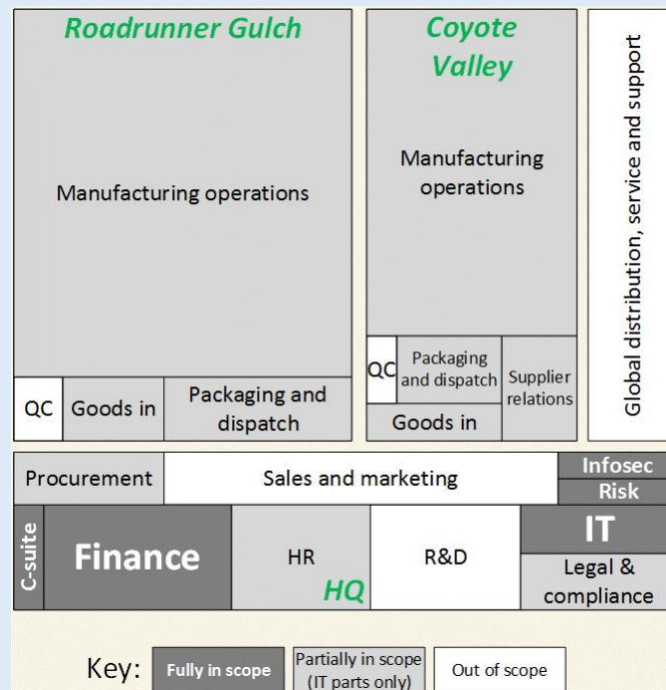 Roadrunner Gulch
Manufacturing operations
QC
Goods in
Packaging and
dispatch
Coyote
Valley
Manufacturing
operations
QC
Packaging
and dispatch
Goods in
Supplier
relations
Global distribution, service and support
Procurement
Sales and marketing
Infosec
Risk
C-suite
Finance
HR
HQ
R&D
IT
Legal &
compliance
Key:
Fully in scope
Partially in scope
(IT parts only)
Out of scope